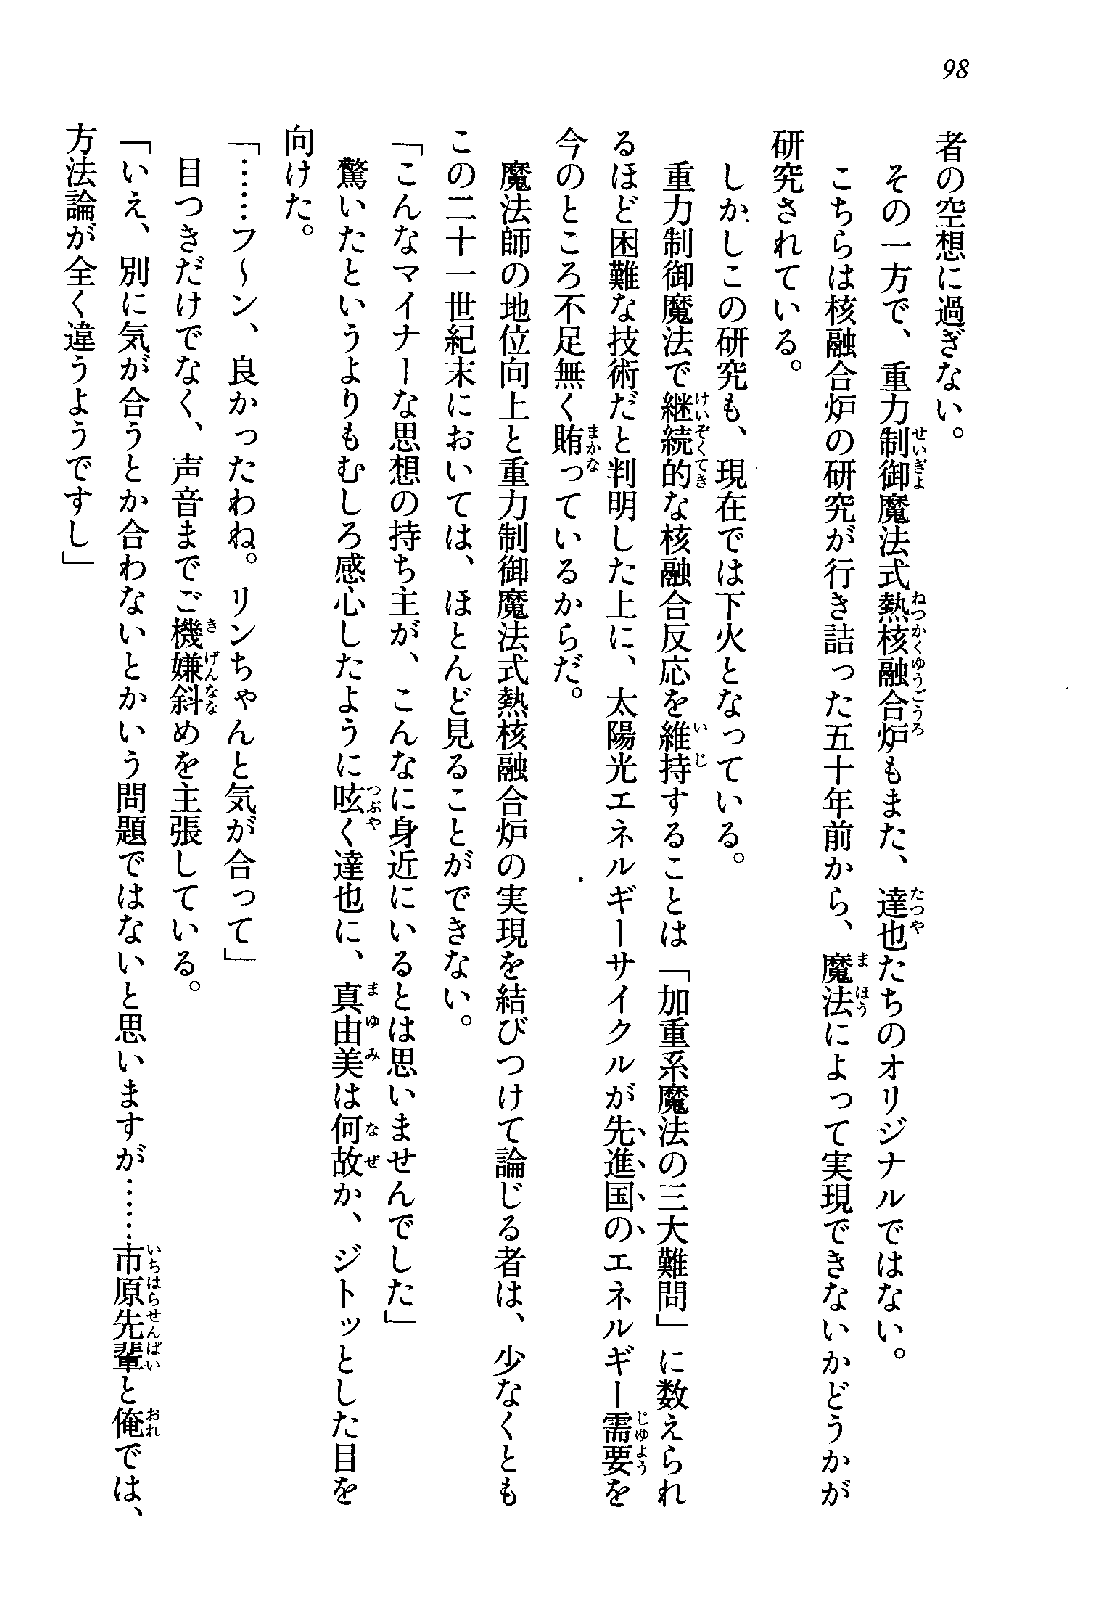 98
者の空想に過ぎない。
その一方で、重力制御魔法式熱核融合炉もまた、達也たちのオリジナルではない。
こちらは核融合炉の研究が行き詰った五十年前から、魔法によって実現できないかどうかが
研究されている。
しかしこの研究も、現在では下火となっている。
重力制御魔法で継続的な核融合反応を維持することは「加重系魔法の三大難問」に数えられ
るほど困難な技術だと判明した上に、太陽光エネルギーサイクルが先進国のエネルギー需要を
今のところ不足無く賄っているからだ。
魔法師の地位向上と重力制御魔法式熱核融合炉の実現を結びつけて論じる者は、少なくとも
この二十一世紀末においては、ほとんど見ることができない。
「こんなマイナーな思想の持ち主が、こんなに身近にいるとは思いませんでした」
驚いたというよりもむしろ感心したように呟く達也に、真由美は何故か、ジトッとした目を
向けた。
「……フ〜ン、良かったわね。リンちゃんと気が合って」
目つきだけでなく、声音までご機嫌斜めを主張している。
「いえ、別に気が合うとか合わないとかいう問題ではないと思いますが……市原先輩と俺では、
方法論が全く違うようですし」